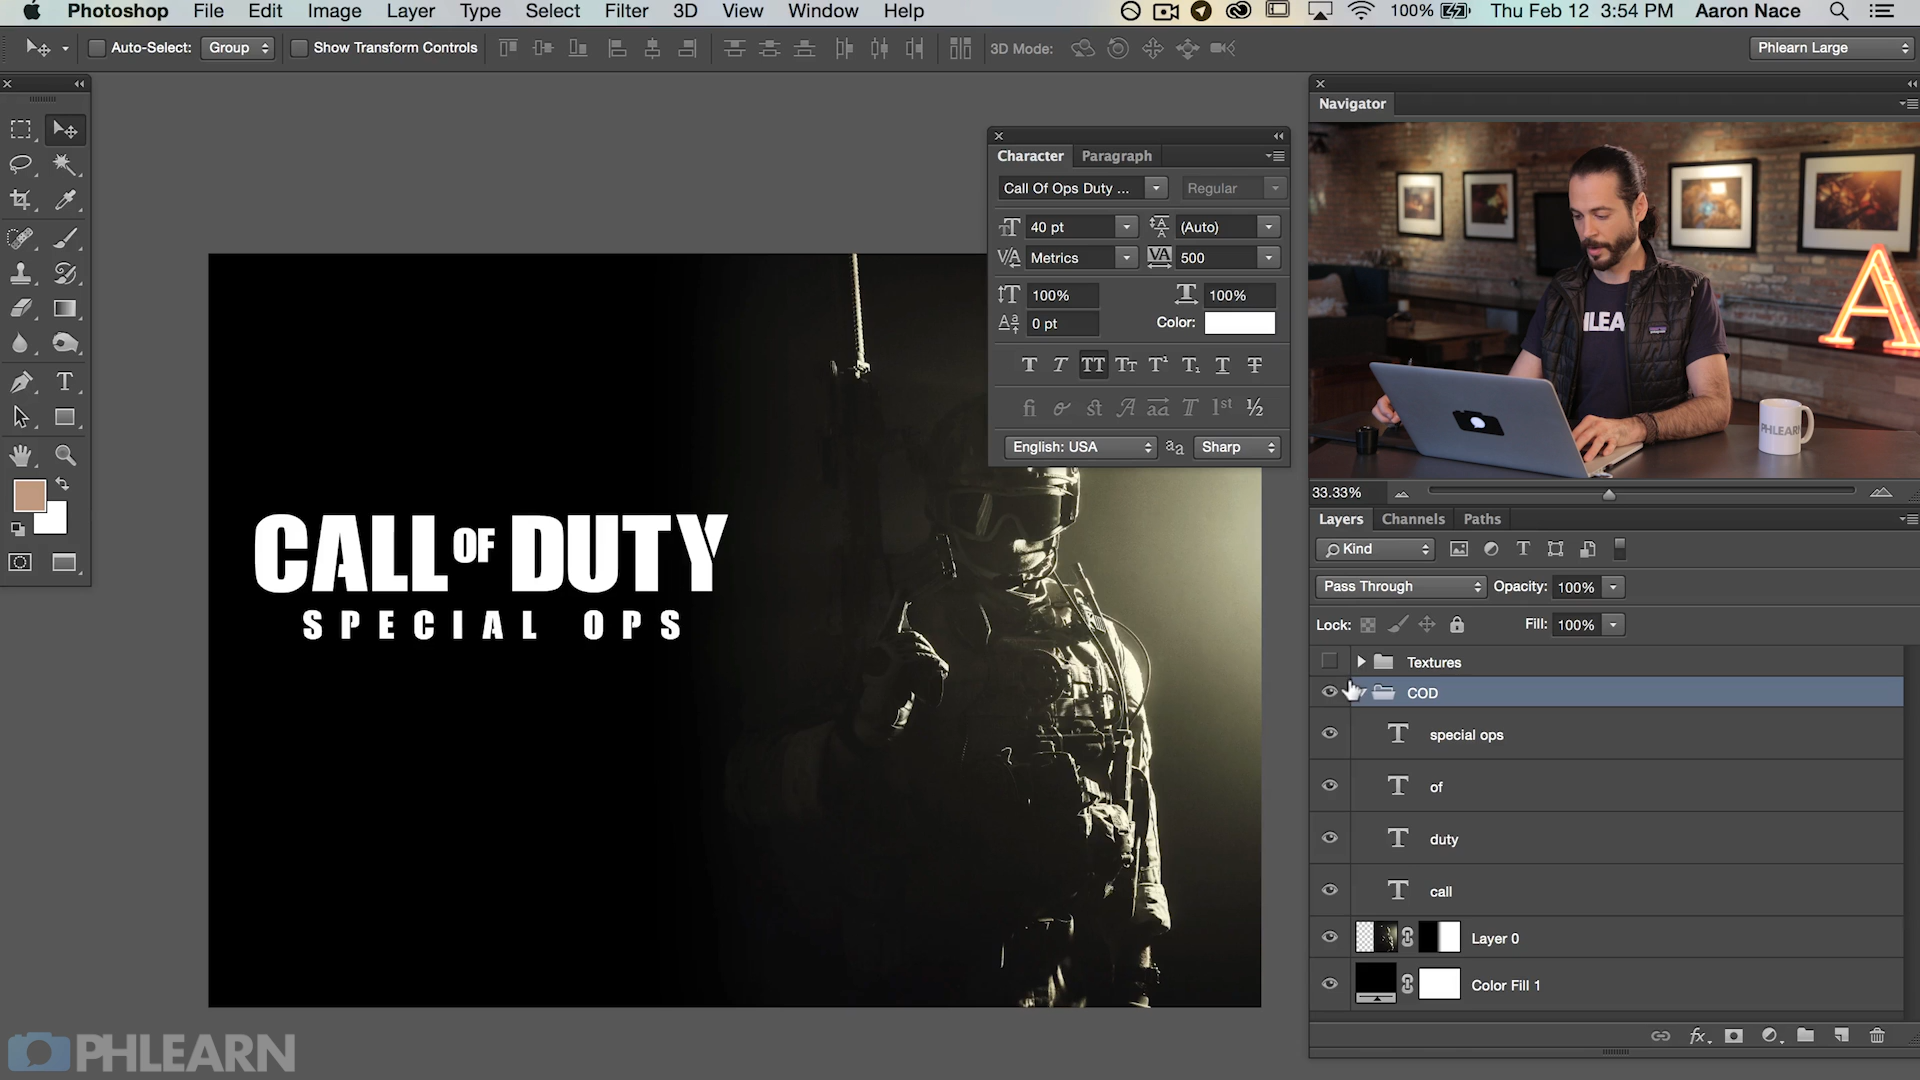 Photoshop File Edit Image Layer Type Select Filter 3D View Window Help 100% Thu Feb 12 3:54 PM Aaron Nace
Auto-Select: Group Show Transform Controls 3D Mode: Phlearn Large
Navigator
Character Paragraph
Call Of Ops Duty ... Regular
40 pt (Auto)
Metrics 500
100% 100%
0 pt Color:
English: USA Sharp
CALL OF DUTY
SPECIAL OPS
PHLEARN
A
33.33%
Layers Channels Paths
Kind
Pass Through Opacity: 100%
Lock: Fill: 100%
Textures
COD
special ops
of
duty
call
Layer 0
Color Fill 1
fx
PHLEARN